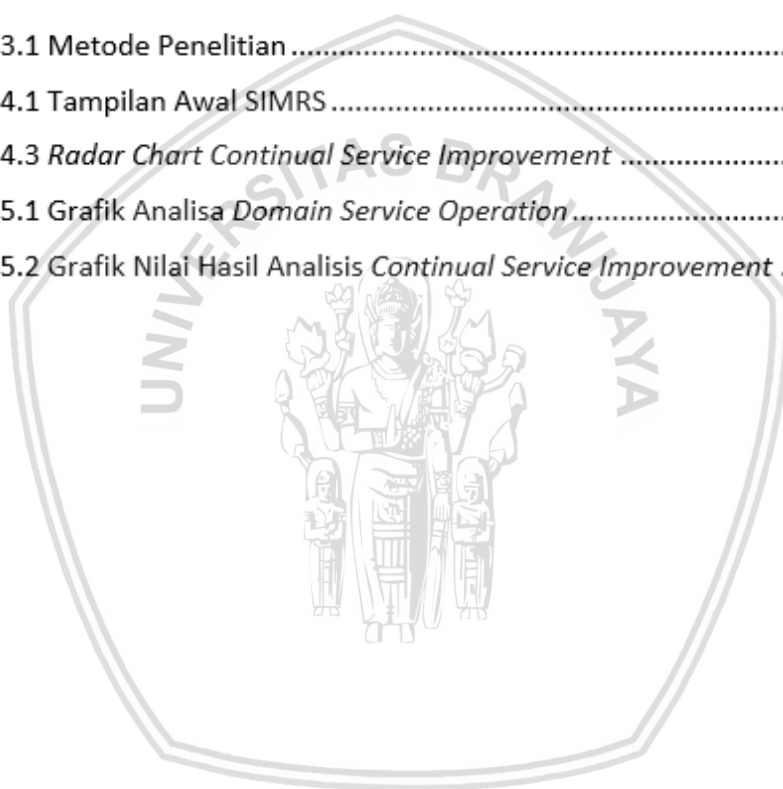 3.1 Metode Penelitian ........................................................................
4.1 Tampilan Awal SIMRS ..................................................................
4.3 Radar Chart Continual Service Improvement ........................
5.1 Grafik Analisa Domain Service Operation ..............................
5.2 Grafik Nilai Hasil Analisis Continual Service Improvement .
UNIVERSITAS BRAWIJAYA